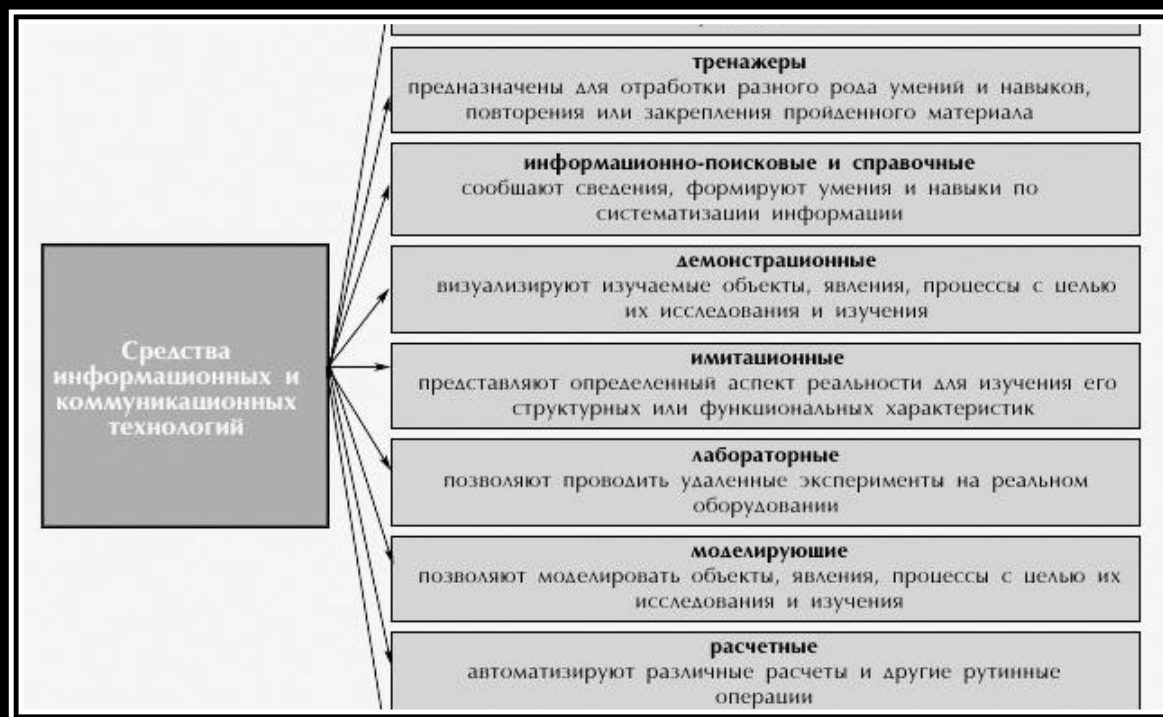 тренажеры
предназначены для отработки разного рода умений и навыков,
повторения или закрепления пройденного материала
информационно-поисковые и справочные
сообщают сведения, формируют умения и навыки по
систематизации информации
демонстрационные
визуализируют изучаемые объекты, явления, процессы с целью
их исследования и изучения
Средства
информационных и
коммуникационных
технологий
имитационные
представляют определенный аспект реальности для изучения его
структурных или функциональных характеристик
лабораторные
позволяют проводить удаленные эксперименты на реальном
оборудовании
моделирующие
позволяют моделировать объекты, явления, процессы с целью их
исследования и изучения
расчетные
автоматизируют различные расчеты и другие рутинные
операции